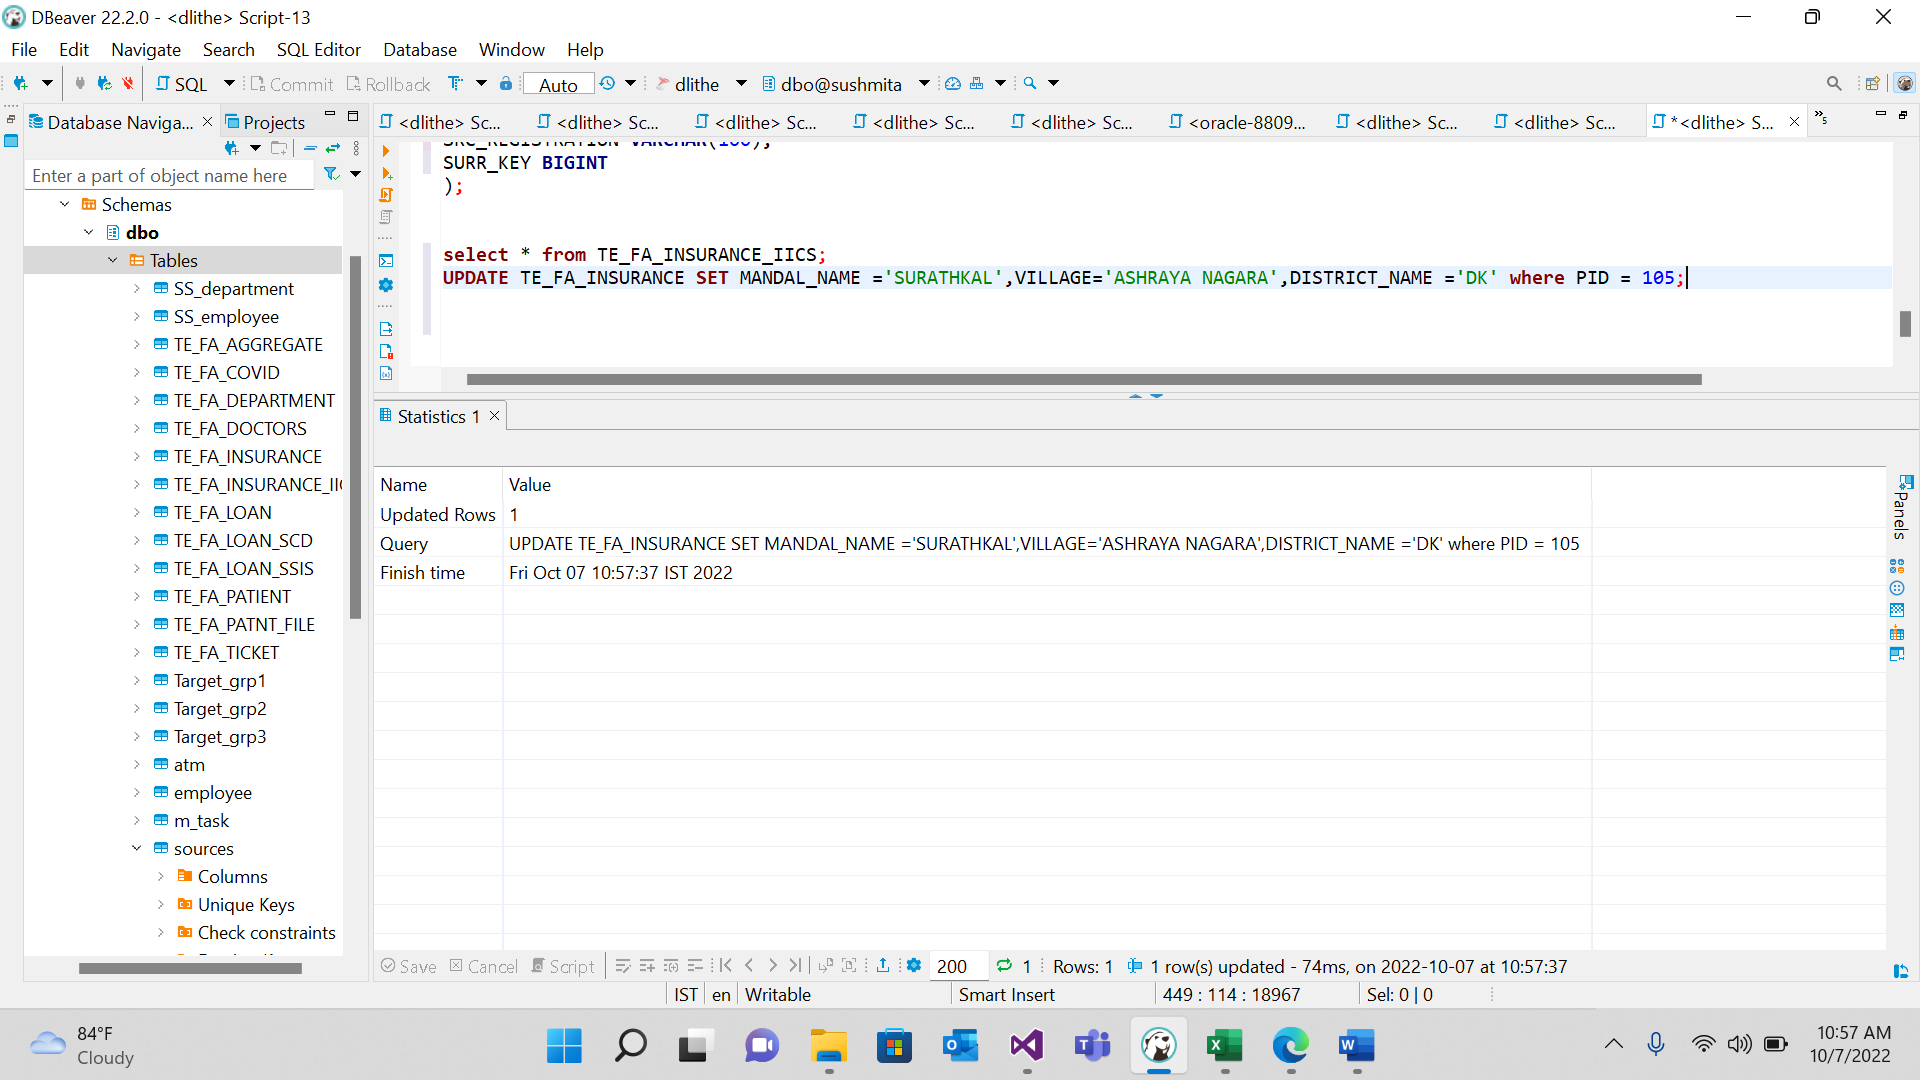 DBeaver 22.2.0 - <dlithe> Script-13
File Edit Navigate Search SQL Editor Database Window Help
SQL Commit Rollback Auto dlithe dbo@sushmita
Database Naviga... Projects
<dlithe> Sc... <dlithe> Sc... <dlithe> Sc... <dlithe> Sc... <dlithe> Sc... <oracle-8809... <dlithe> Sc... <dlithe> Sc... *<dlithe> S... »5
Enter a part of object name here
Schemas
dbo
Tables
SS_department
SS_employee
TE_FA_AGGREGATE
TE_FA_COVID
TE_FA_DEPARTMENT
TE_FA_DOCTORS
TE_FA_INSURANCE
TE_FA_INSURANCE_II
TE_FA_LOAN
TE_FA_LOAN_SCD
TE_FA_LOAN_SSIS
TE_FA_PATIENT
TE_FA_PATNT_FILE
TE_FA_TICKET
Target_grp1
Target_grp2
Target_grp3
atm
employee
m_task
sources
Columns
Unique Keys
Check constraints
SRC_REGISTRATION VARCHAR(100),
SURR_KEY BIGINT
);
select * from TE_FA_INSURANCE_IICS;
UPDATE TE_FA_INSURANCE SET MANDAL_NAME ='SURATHKAL',VILLAGE='ASHRAYA NAGARA',DISTRICT_NAME ='DK' where PID = 105;
Statistics 1
Name Value
Updated Rows 1
Query UPDATE TE_FA_INSURANCE SET MANDAL_NAME ='SURATHKAL',VILLAGE='ASHRAYA NAGARA',DISTRICT_NAME ='DK' where PID = 105
Finish time Fri Oct 07 10:57:37 IST 2022
Panels
Save Cancel Script 200 1 Rows: 1 1 row(s) updated - 74ms, on 2022-10-07 at 10:57:37
IST en Writable Smart Insert 449 : 114 : 18967 Sel: 0 | 0
84°F
Cloudy
10:57 AM
10/7/2022